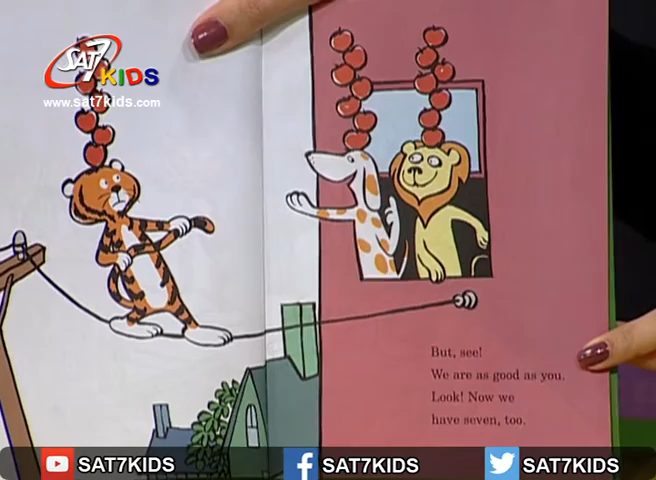 SAT7
KIDS
www.sat7kids.com
But, see!
We are as good as you.
Look! Now we
have seven, too.
SAT7KIDS
SAT7KIDS
SAT7KIDS